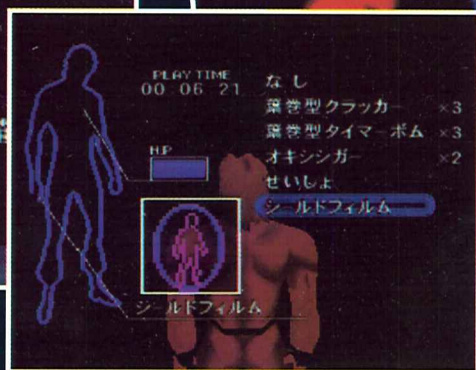 PLAY TIME
00 06 21
H.P
シールドフィルム
なし
葉巻型クラッカー ×3
葉巻型タイマーボム ×3
オキシシガー ×2
せいしょ
シールドフィルム